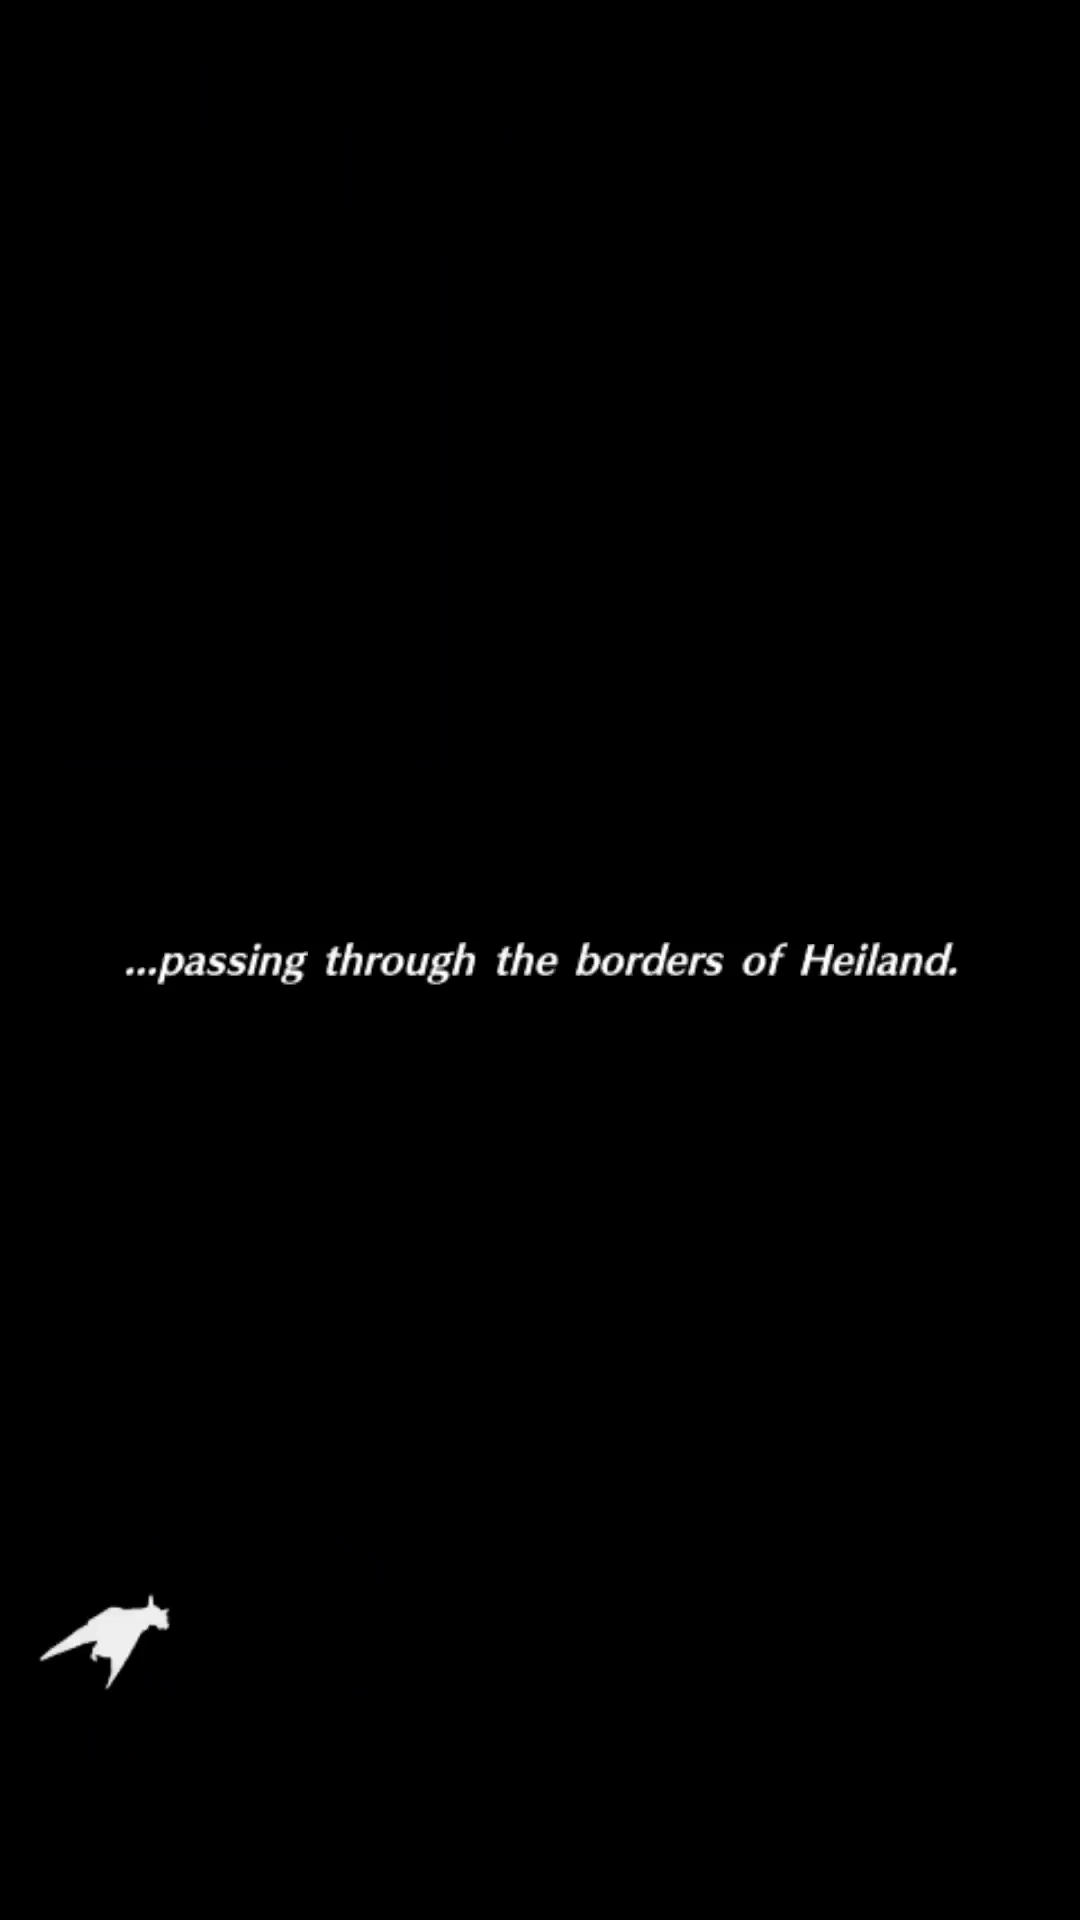 ...passing through the borders of Heiland.